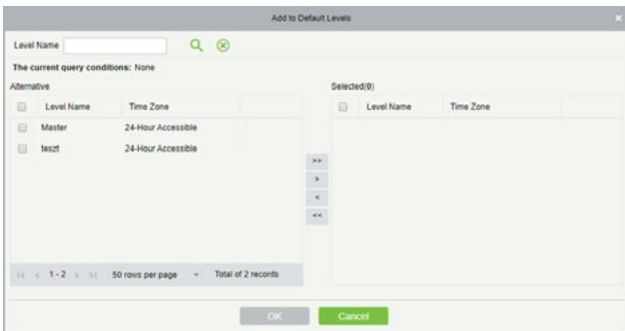 Add to Default Levels
Level Name
The current query conditions: None
Alternative
Selected(0)
Level Name Time Zone
Level Name Time Zone
Master 24-Hour Accessible
teszt 24-Hour Accessible
>>
>
<
<<
1 - 2 50 rows per page Total of 2 records
OK Cancel